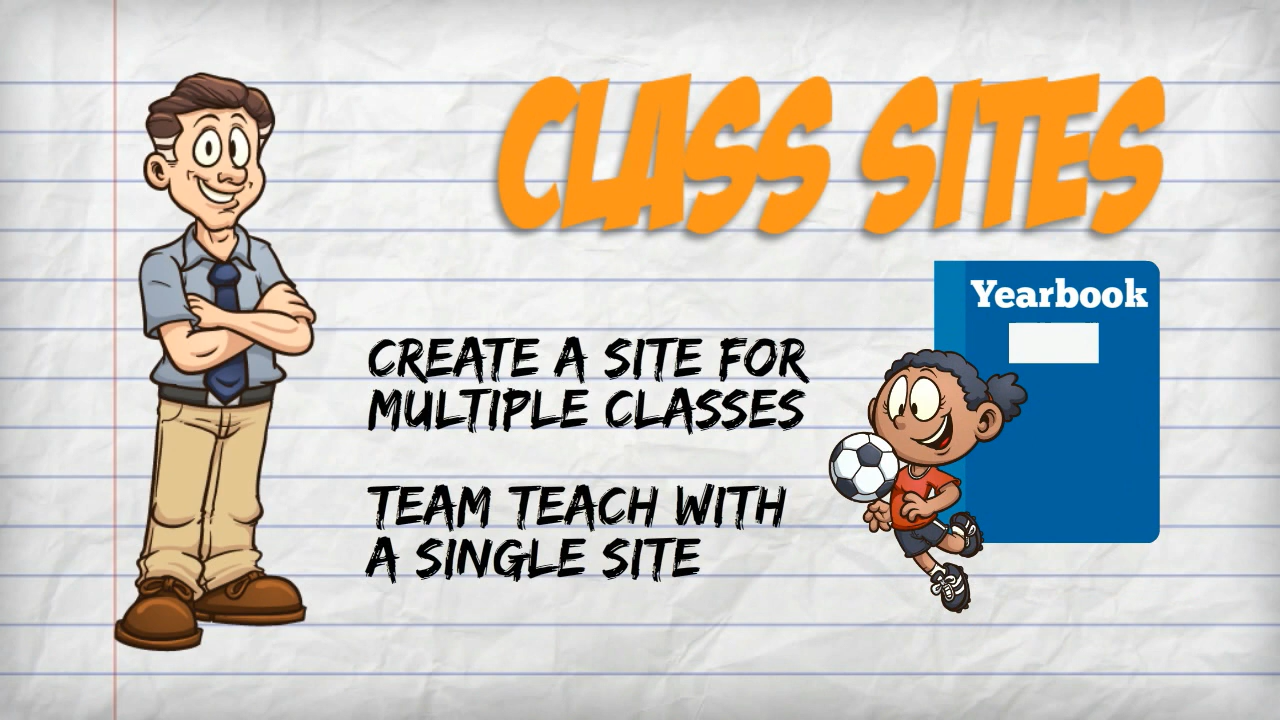 CLASS SITES
Yearbook
CREATE A SITE FOR
MULTIPLE CLASSES
TEAM TEACH WITH
A SINGLE SITE